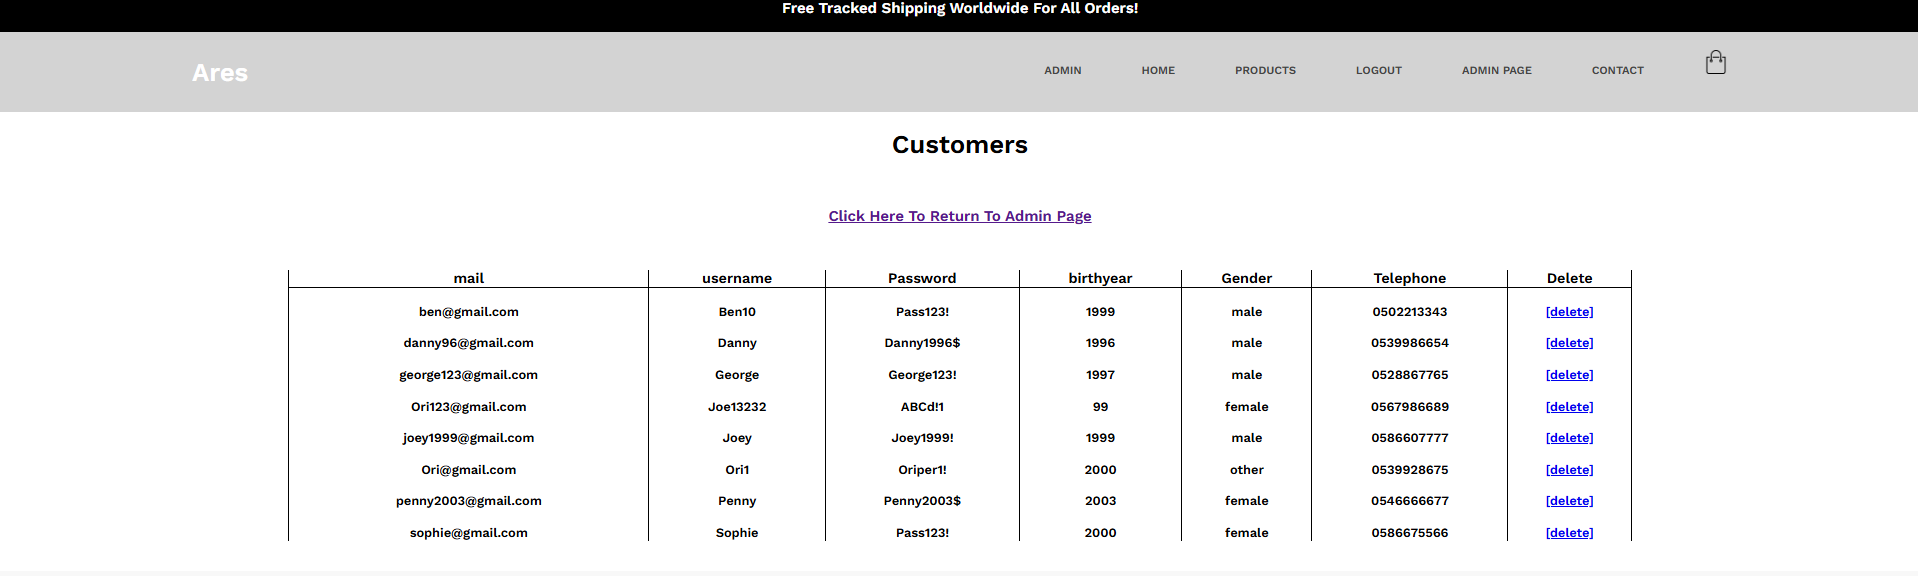 Free Tracked Shipping Worldwide For All Orders!
Ares ADMIN HOME PRODUCTS LOGOUT ADMIN PAGE CONTACT
Customers
Click Here To Return To Admin Page
mail username Password birthyear Gender Telephone Delete
ben@gmail.com Ben10 Pass123! 1999 male 0502213343 [delete]
danny96@gmail.com Danny Danny1996$ 1996 male 0539986654 [delete]
george123@gmail.com George George123! 1997 male 0528867765 [delete]
Ori123@gmail.com Joe13232 ABCd!1 99 female 0567986689 [delete]
joey1999@gmail.com Joey Joey1999! 1999 male 0586607777 [delete]
Ori@gmail.com Ori1 Oriper1! 2000 other 0539928675 [delete]
penny2003@gmail.com Penny Penny2003$ 2003 female 0546666677 [delete]
sophie@gmail.com Sophie Pass123! 2000 female 0586675566 [delete]